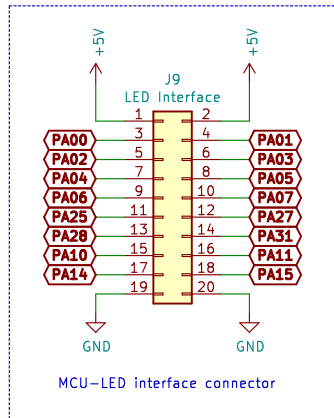 +5V +5V
J9
LED Interface
1 2
PA00 3 4 PA01
PA02 5 6 PA03
PA04 7 8 PA05
PA06 9 10 PA07
PA25 11 12 PA27
PA28 13 14 PA31
PA10 15 16 PA11
PA14 17 18 PA15
19 20
GND GND
MCU-LED interface connector